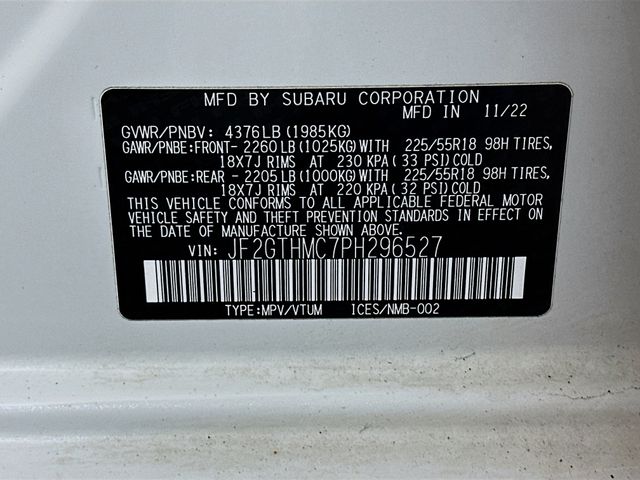 MFD BY SUBARU CORPORATION
MFD IN 11/22
GVWR/PNBV: 4376LB(1985KG)
GAWR/PNBE:FRONT- 2260LB(1025KG)WITH 225/55R18 98H TIRES,
18X7J RIMS AT 230 KPA(33 PSI)COLD
GAWR/PNBE:REAR - 2205LB(1000KG)WITH 225/55R18 98H TIRES,
18X7J RIMS AT 220 KPA(32 PSI)COLD
THIS VEHICLE CONFORMS TO ALL APPLICABLE FEDERAL MOTOR
VEHICLE SAFETY AND THEFT PREVENTION STANDARDS IN EFFECT ON
THE DATE OF MANUFACTURE SHOWN ABOVE.
VIN: JF2GTHMC7PH296527
TYPE:MPV/VTUM ICES/NMB-002